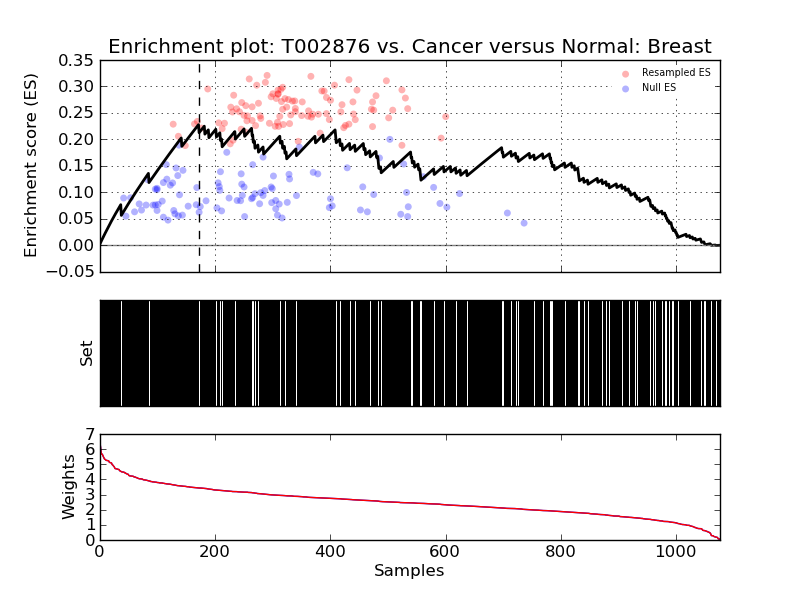 Enrichment plot: T002876 vs. Cancer versus Normal: Breast
Enrichment score (ES)
0.35
0.30
0.25
0.20
0.15
0.10
0.05
0.00
−0.05
Resampled ES
Null ES
Set
Weights
7
6
5
4
3
2
1
0
0 200 400 600 800 1000
Samples